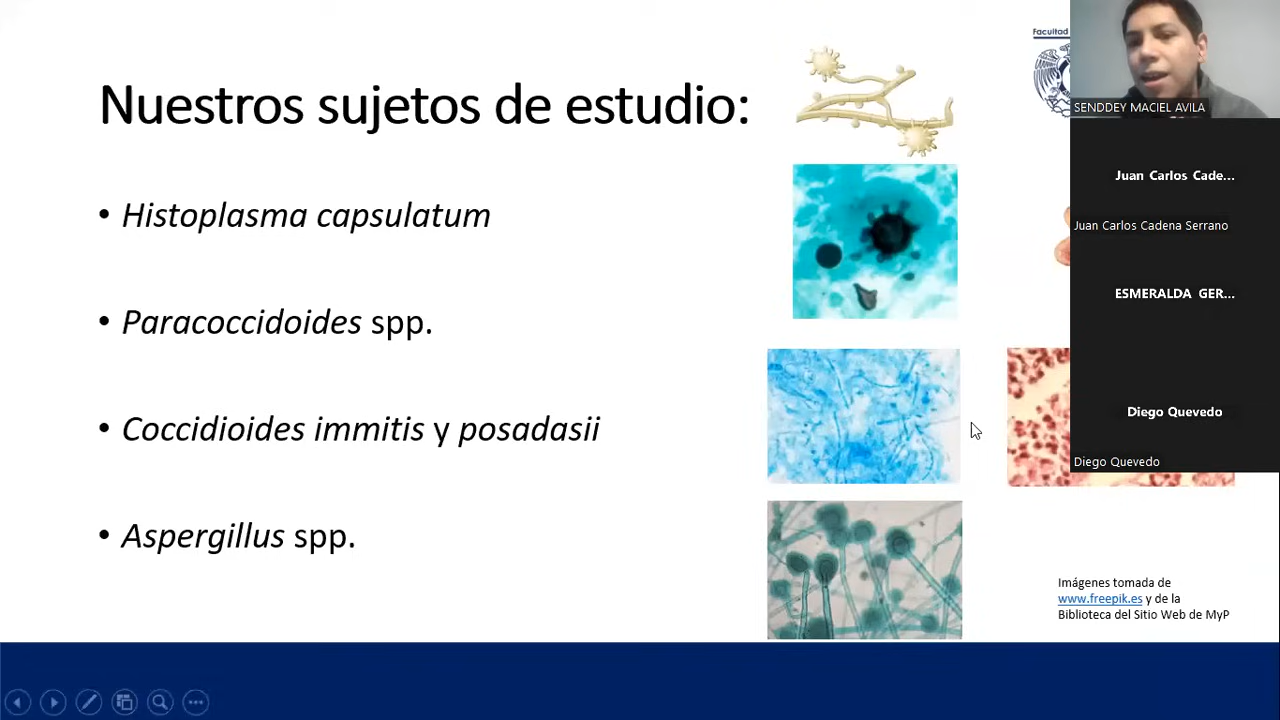 Nuestros sujetos de estudio:
• Histoplasma capsulatum
• Paracoccidoides spp.
• Coccidioides immitis y posadasii
• Aspergillus spp.
Facultad
SENDDEY MACIEL AVILA
Juan Carlos Cade...
Juan Carlos Cadena Serrano
ESMERALDA GER...
Diego Quevedo
Diego Quevedo
Imágenes tomada de
www.freepik.es y de la
Biblioteca del Sitio Web de MyP